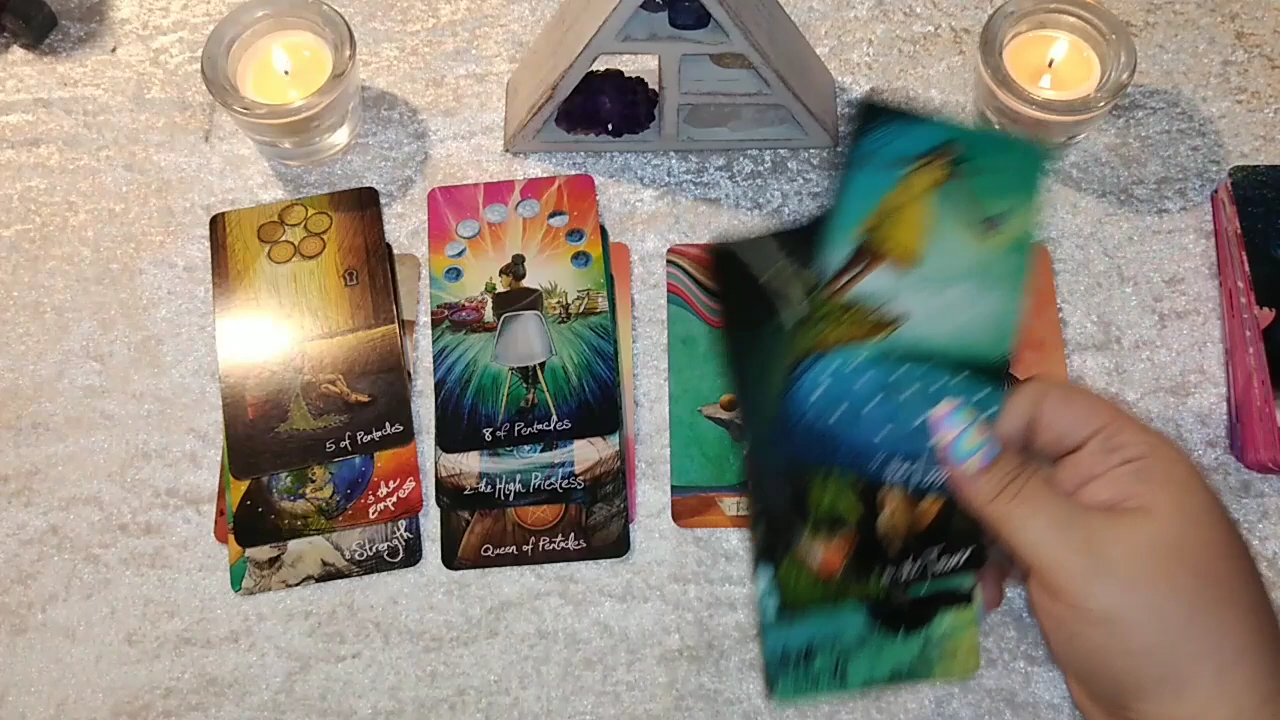 5 of Pentacles
3 the
Empress
8 Strength
8 of Pentacles
2 the High Priestess
Queen of Pentacles